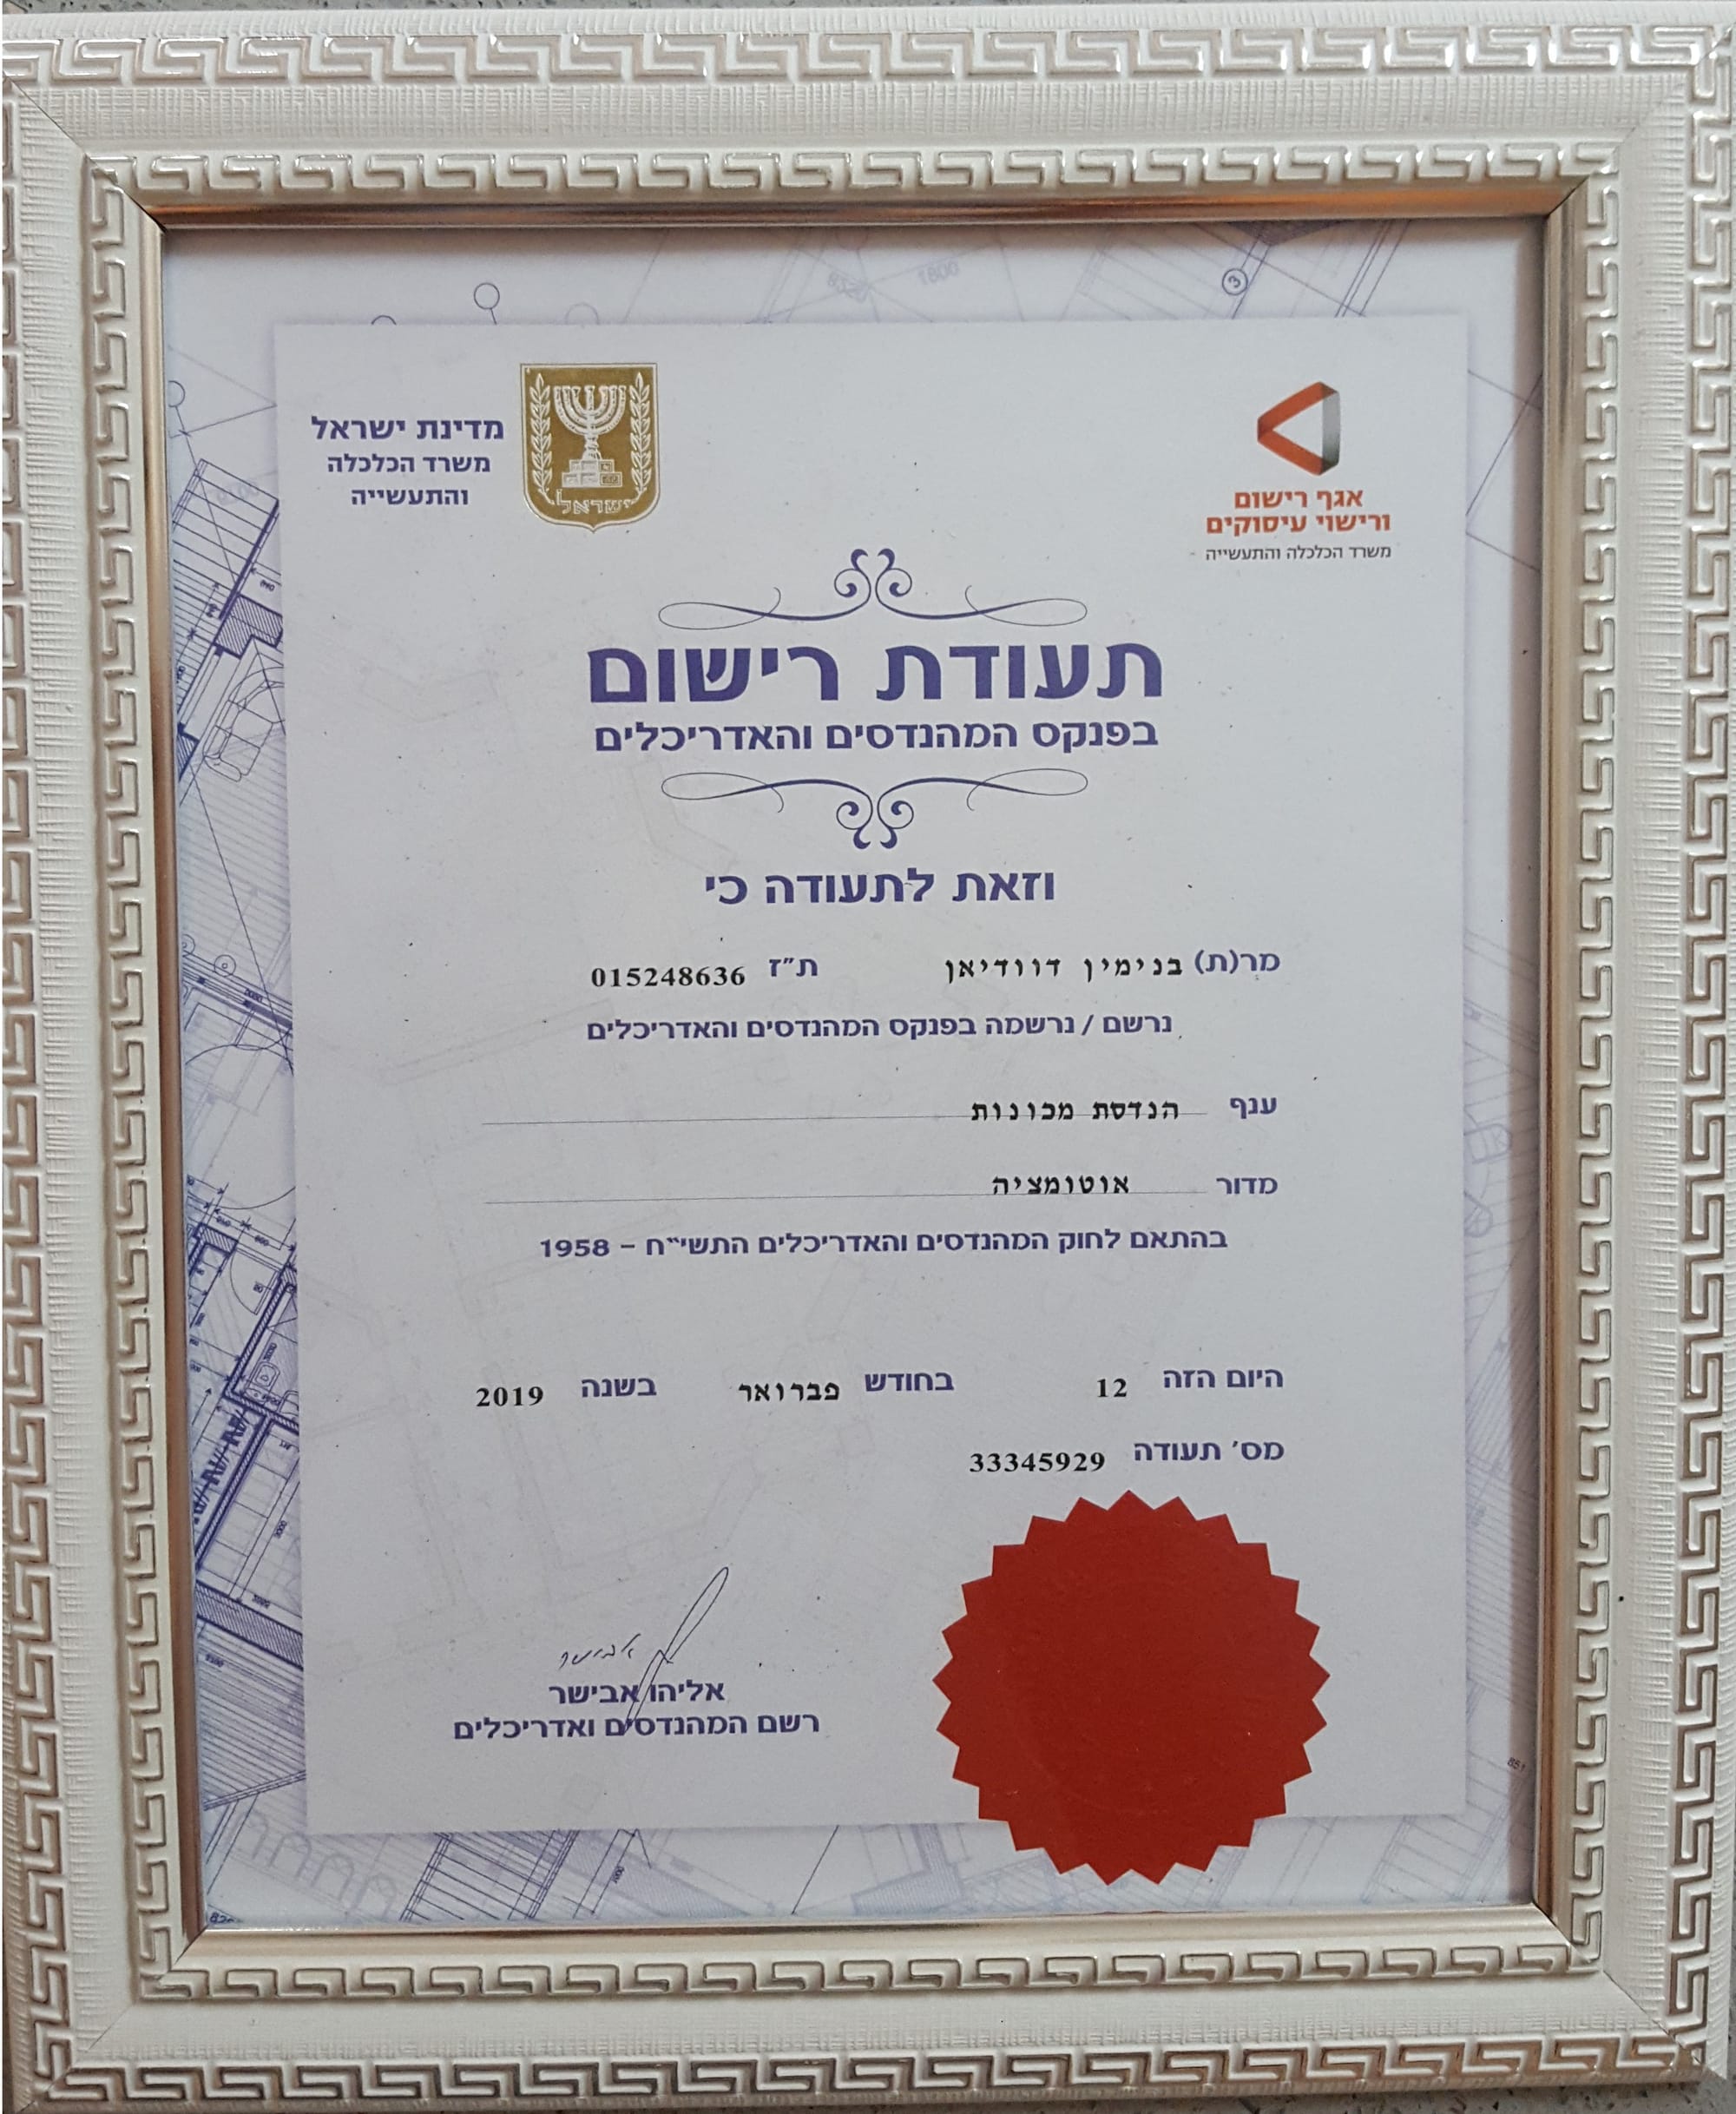 מדינת ישראל
משרד הכלכלה
והתעשייה
ישראל
אגף רישום
ורישוי עיסוקים
משרד הכלכלה והתעשייה
תעודת רישום
בפנקס המהנדסים והאדריכלים
וזאת לתעודה כי
מר(ת) בנימין דוודיאן ת"ז 015248636
נרשם / נרשמה בפנקס המהנדסים והאדריכלים
ענף הנדסת מכונות
מדור אוטומציה
בהתאם לחוק המהנדסים והאדריכלים התשי"ח – 1958
היום הזה 12 בחודש פברואר בשנה 2019
מס' תעודה 33345929
אבישר
אליהו אבישר
רשם המהנדסים ואדריכלים